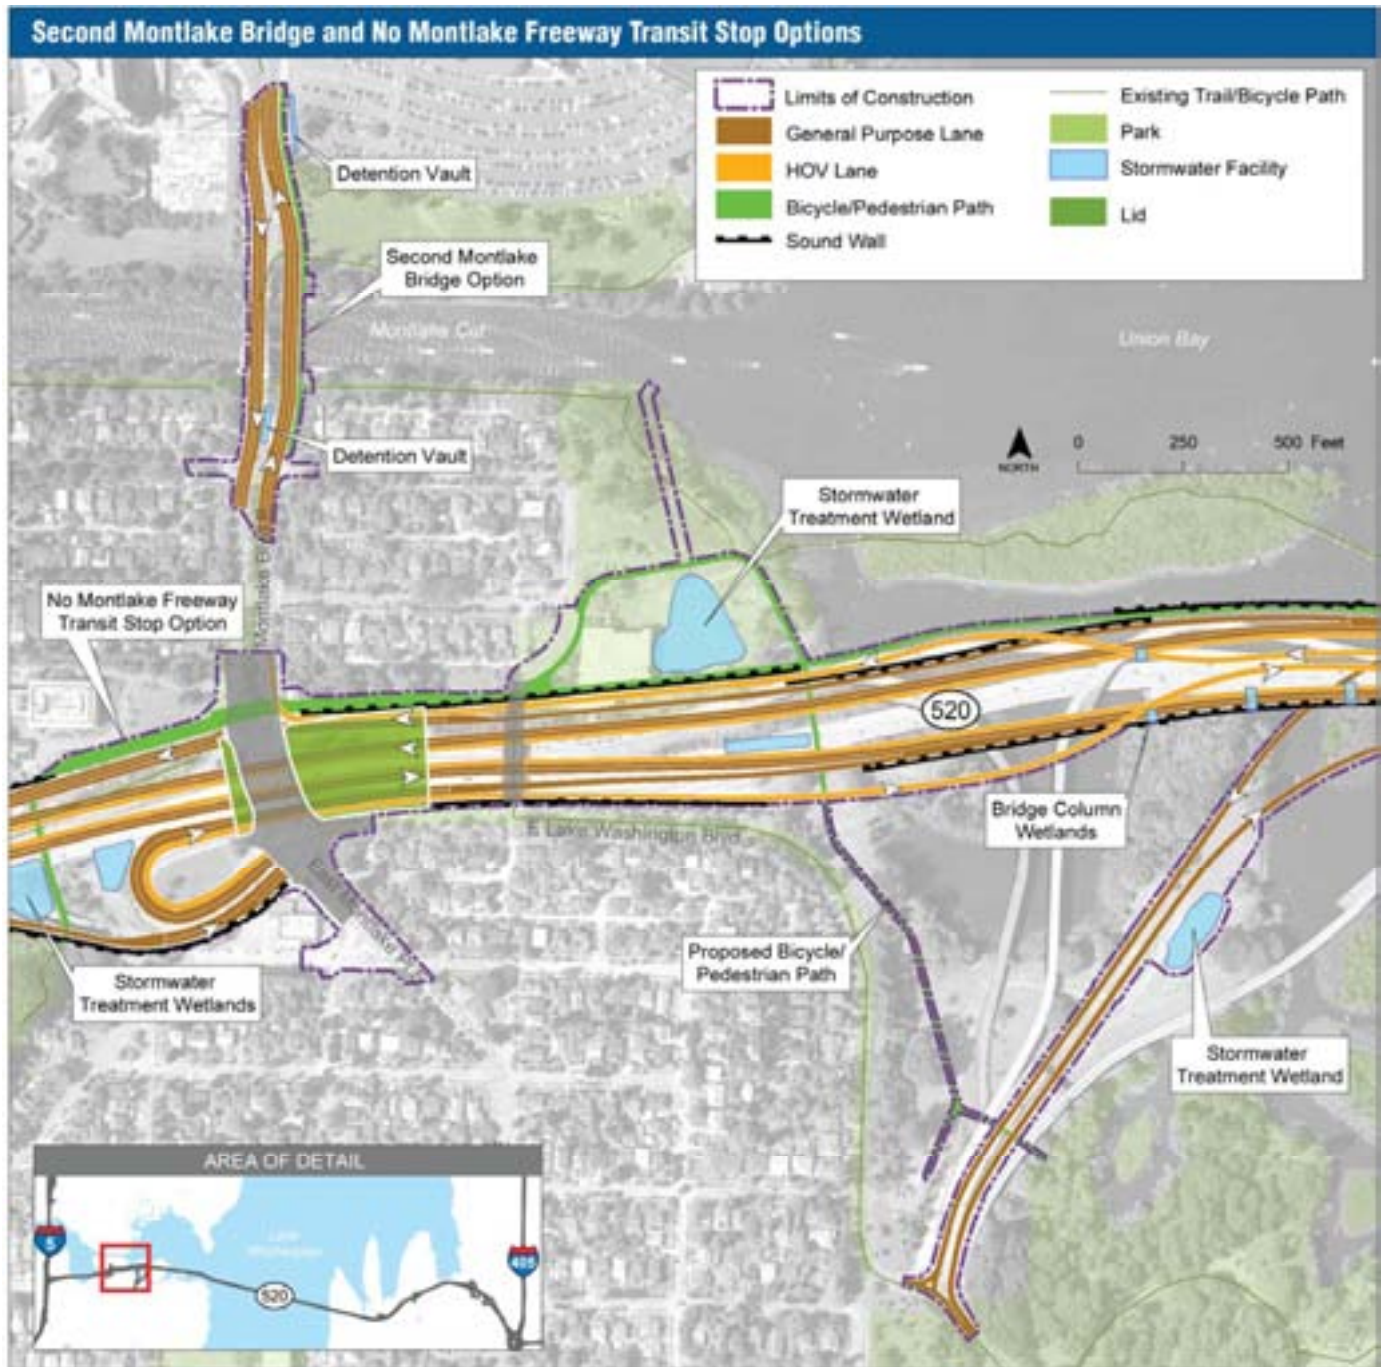 Second Montlake Bridge and No Montlake Freeway Transit Stop Options
Limits of Construction
General Purpose Lane
HOV Lane
Bicycle/Pedestrian Path
Sound Wall
Existing Trail/Bicycle Path
Park
Stormwater Facility
Lid
Detention Vault
Second Montlake
Bridge Option
Montlake Cut
Union Bay
Detention Vault
NORTH
0 250 500 Feet
Stormwater
Treatment Wetland
No Montlake Freeway
Transit Stop Option
Montlake B
520
E Lake Washington Blvd
Bridge Column
Wetlands
Proposed Bicycle/
Pedestrian Path
Stormwater
Treatment Wetlands
Stormwater
Treatment Wetland
AREA OF DETAIL
5
Lake
Washington
405
520